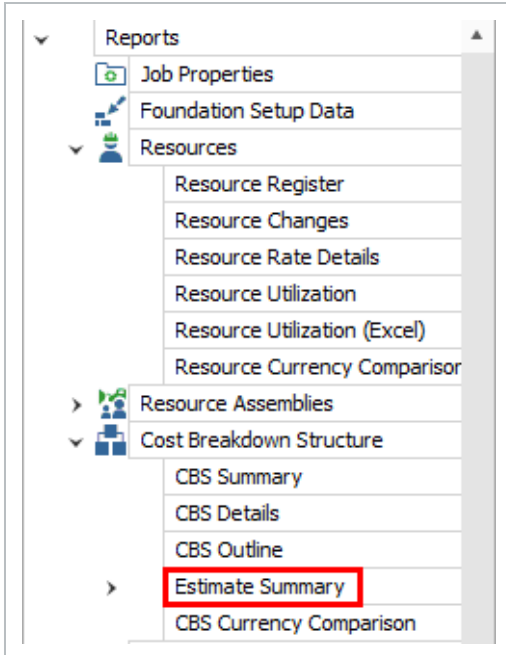 Reports
Job Properties
Foundation Setup Data
Resources
Resource Register
Resource Changes
Resource Rate Details
Resource Utilization
Resource Utilization (Excel)
Resource Currency Comparison
Resource Assemblies
Cost Breakdown Structure
CBS Summary
CBS Details
CBS Outline
Estimate Summary
CBS Currency Comparison